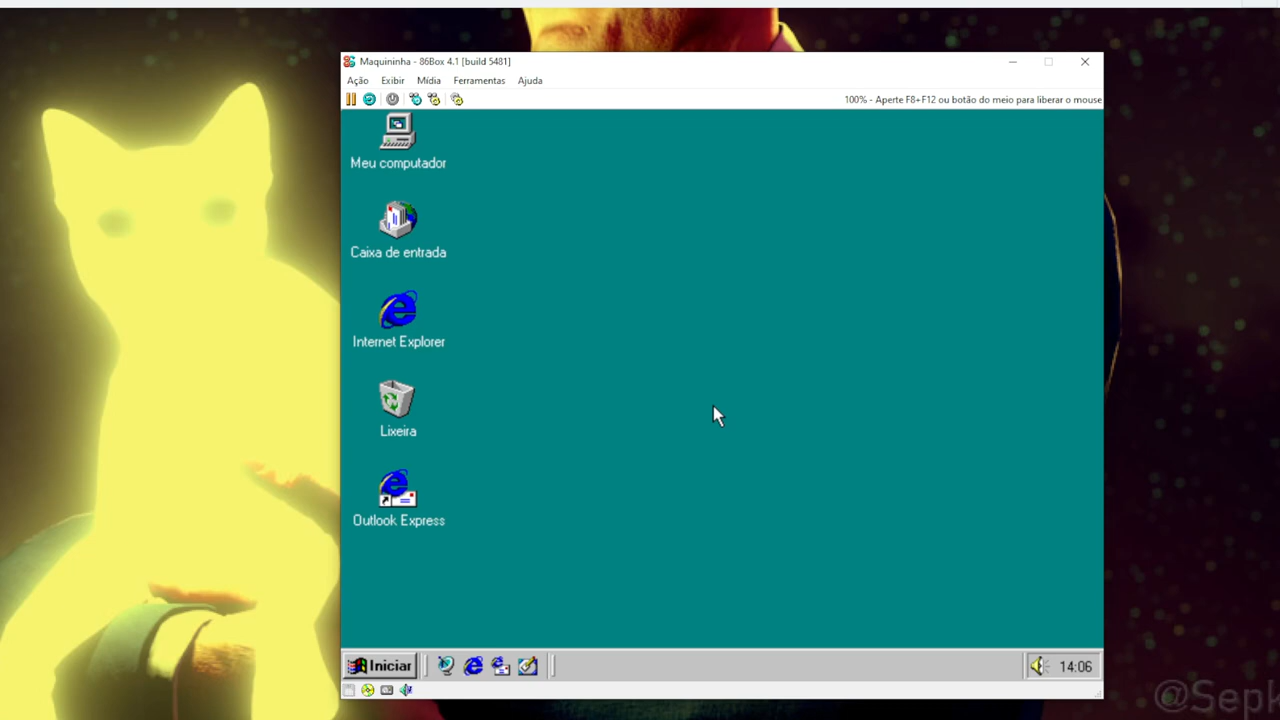 Maquininha - 86Box 4.1 [build 5481]
Ação Exibir Mídia Ferramentas Ajuda
100% - Aperte F8+F12 ou botão do meio para liberar o mouse
Meu computador
Caixa de entrada
Internet Explorer
Lixeira
Outlook Express
Iniciar
14:06